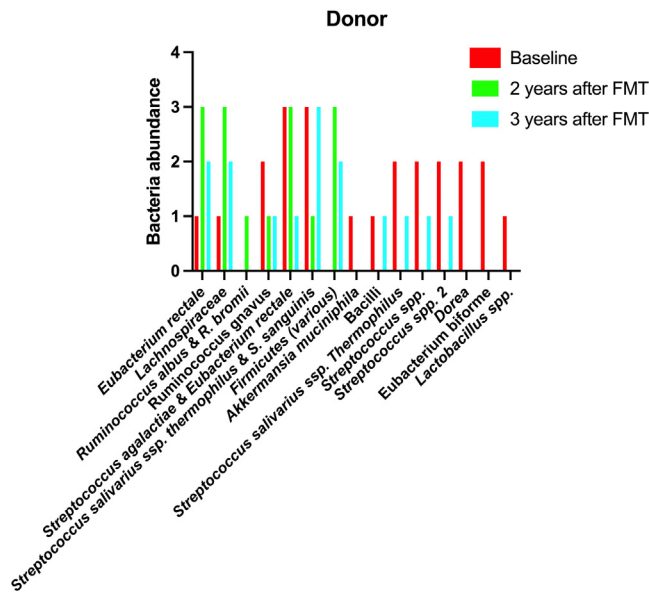 Donor
Bacteria abundance
4
3
2
1
0
Baseline
2 years after FMT
3 years after FMT
Eubacterium rectale
Lachnospiraceae
Ruminococcus albus & R. bromii
Ruminococcus gnavus
Streptococcus agalactiae & Eubacterium rectale
Streptococcus salivarius ssp. thermophilus & S. sanguinis
Firmicutes (various)
Akkermansia muciniphila
Bacilli
Streptococcus salivarius ssp. Thermophilus
Streptococcus spp.
Streptococcus spp. 2
Dorea
Eubacterium biforme
Lactobacillus spp.